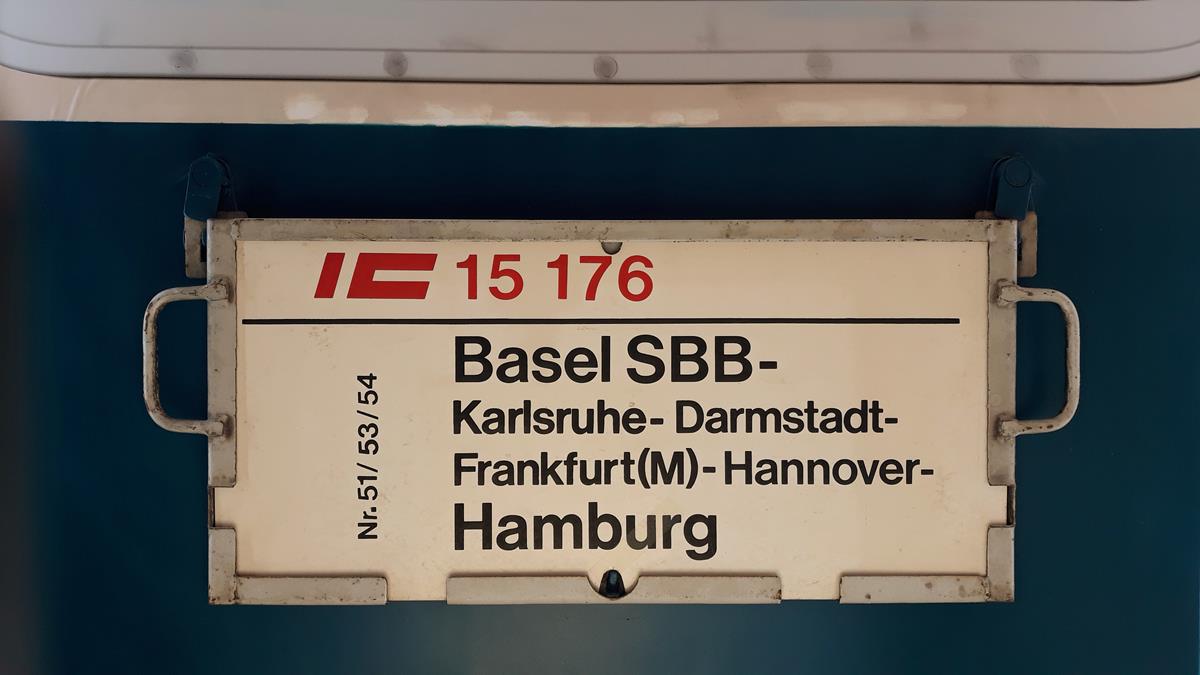 IC 15 176
Basel SBB-
Karlsruhe- Darmstadt-
Frankfurt(M)- Hannover-
Hamburg
Nr. 51/ 53/ 54